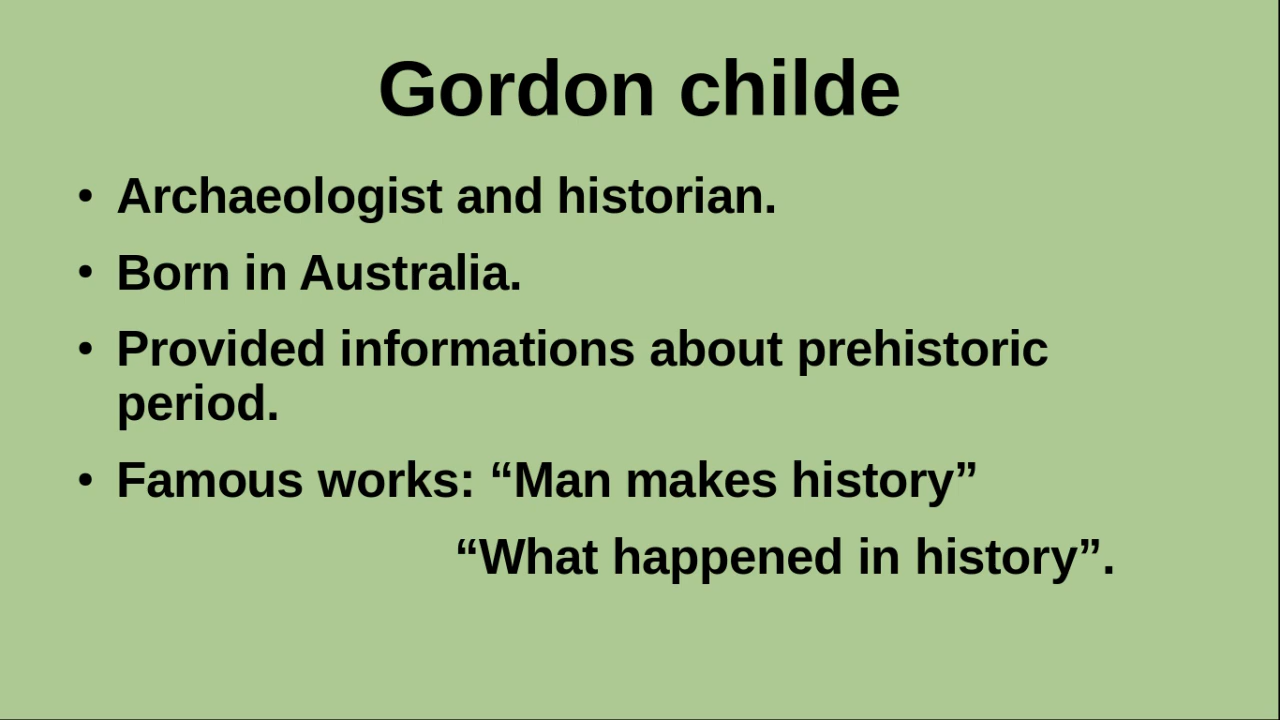 Gordon childe
• Archaeologist and historian.
• Born in Australia.
• Provided informations about prehistoric
period.
• Famous works: “Man makes history”
“What happened in history”.